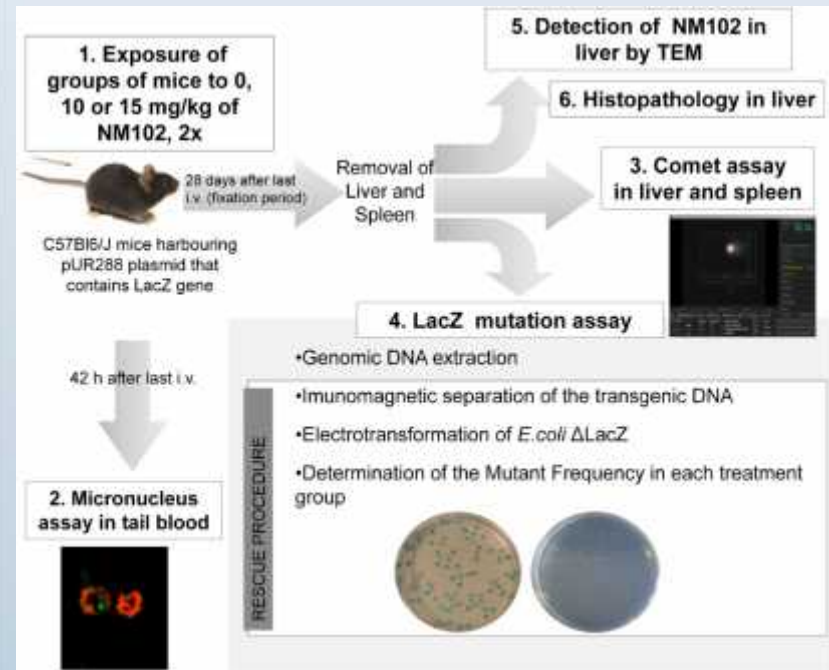 1. Exposure of
groups of mice to 0,
10 or 15 mg/kg of
NM102, 2x
28 days after last
i.v. (fixation period)
C57Bl6/J mice harbouring
pUR288 plasmid that
contains LacZ gene
42 h after last i.v.
2. Micronucleus
assay in tail blood
Removal of
Liver and
Spleen
5. Detection of NM102 in
liver by TEM
6. Histopathology in liver
3. Comet assay
in liver and spleen
4. LacZ mutation assay
•Genomic DNA extraction
RESCUE PROCEDURE
•Imunomagnetic separation of the transgenic DNA
•Electrotransformation of E.coli ΔLacZ
•Determination of the Mutant Frequency in each treatment
group